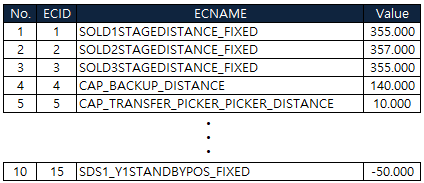 No. ECID ECNAME Value
1 1 SOLD1STAGEDISTANCE_FIXED 355.000
2 2 SOLD2STAGEDISTANCE_FIXED 357.000
3 3 SOLD3STAGEDISTANCE_FIXED 355.000
4 4 CAP_BACKUP_DISTANCE 140.000
5 5 CAP_TRANSFER_PICKER_PICKER_DISTANCE 10.000
10 15 SDS1_Y1STANDBYPOS_FIXED -50.000